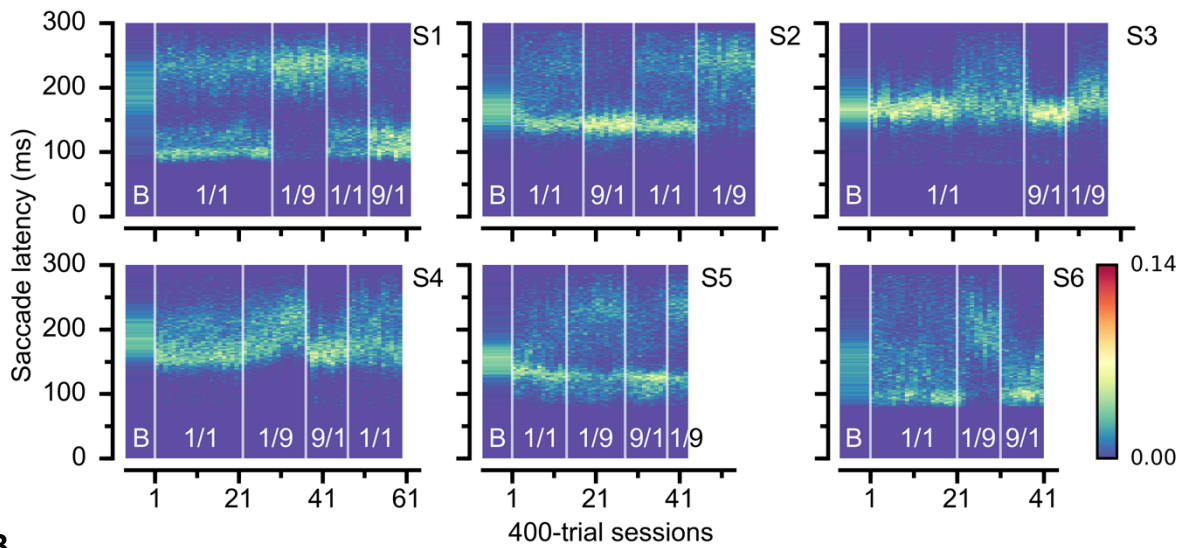 300 200 100 0
Saccade latency (ms)
S1 S2 S3
B 1/1 1/9 1/1 9/1
B 1/1 9/1 1/1 1/9
B 1/1 9/1 1/9
300 200 100 0
S4 S5 S6
B 1/1 1/9 9/1 1/1
B 1/1 1/9 9/1 1/9
B 1/1 1/9 9/1
0.14
0.00
1 21 41 61
1 21 41
1 21 41
400-trial sessions